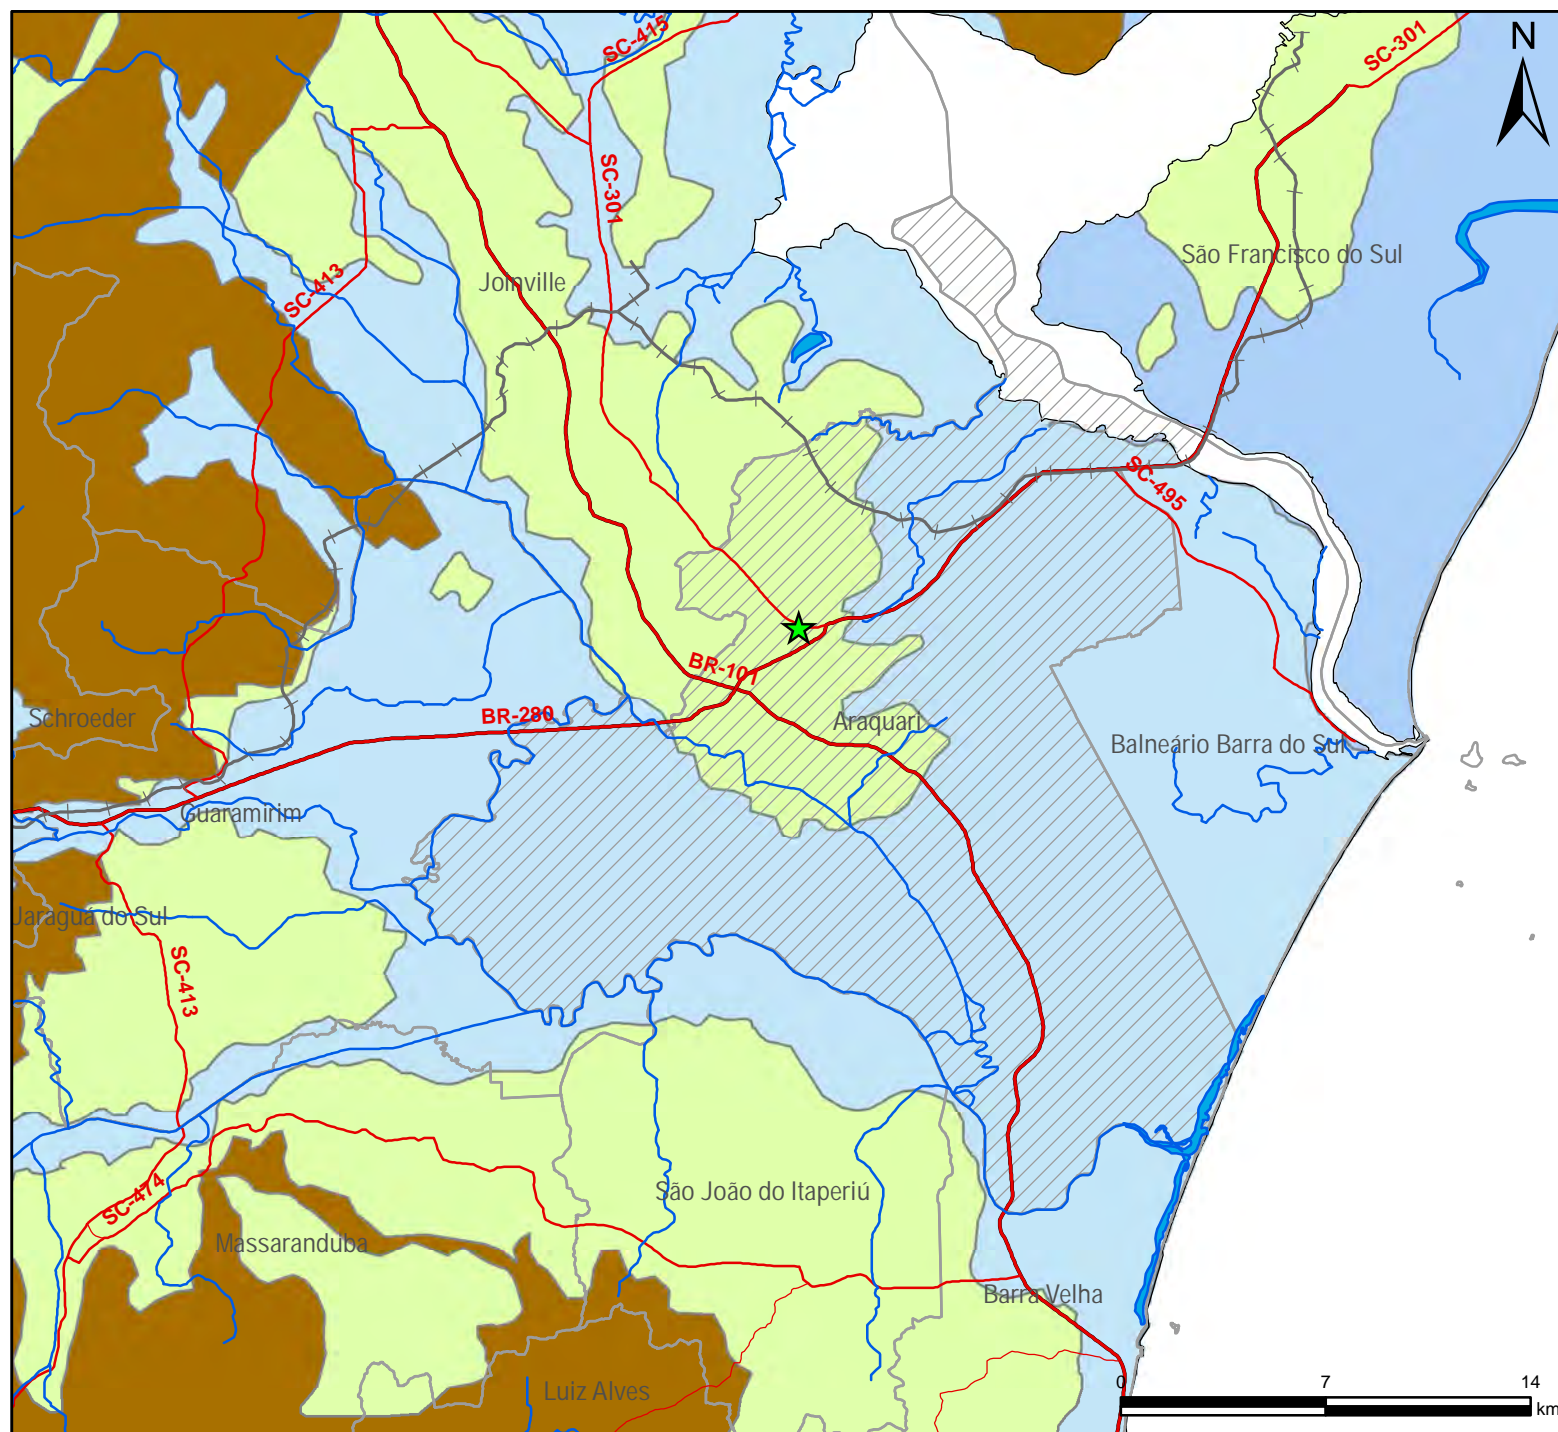 SC-415
SC-301
N
SC-301
São Francisco do Sul
SC-413
Joinville
SC-495
BR-101
Schroeder
BR-280
Araquari
Balneário Barra do Sul
Guaramirim
Jaraguá do Sul
SC-413
SC-474
São João do Itaperiú
Massaranduba
Barra Velha
Luiz Alves
0 7 14
km